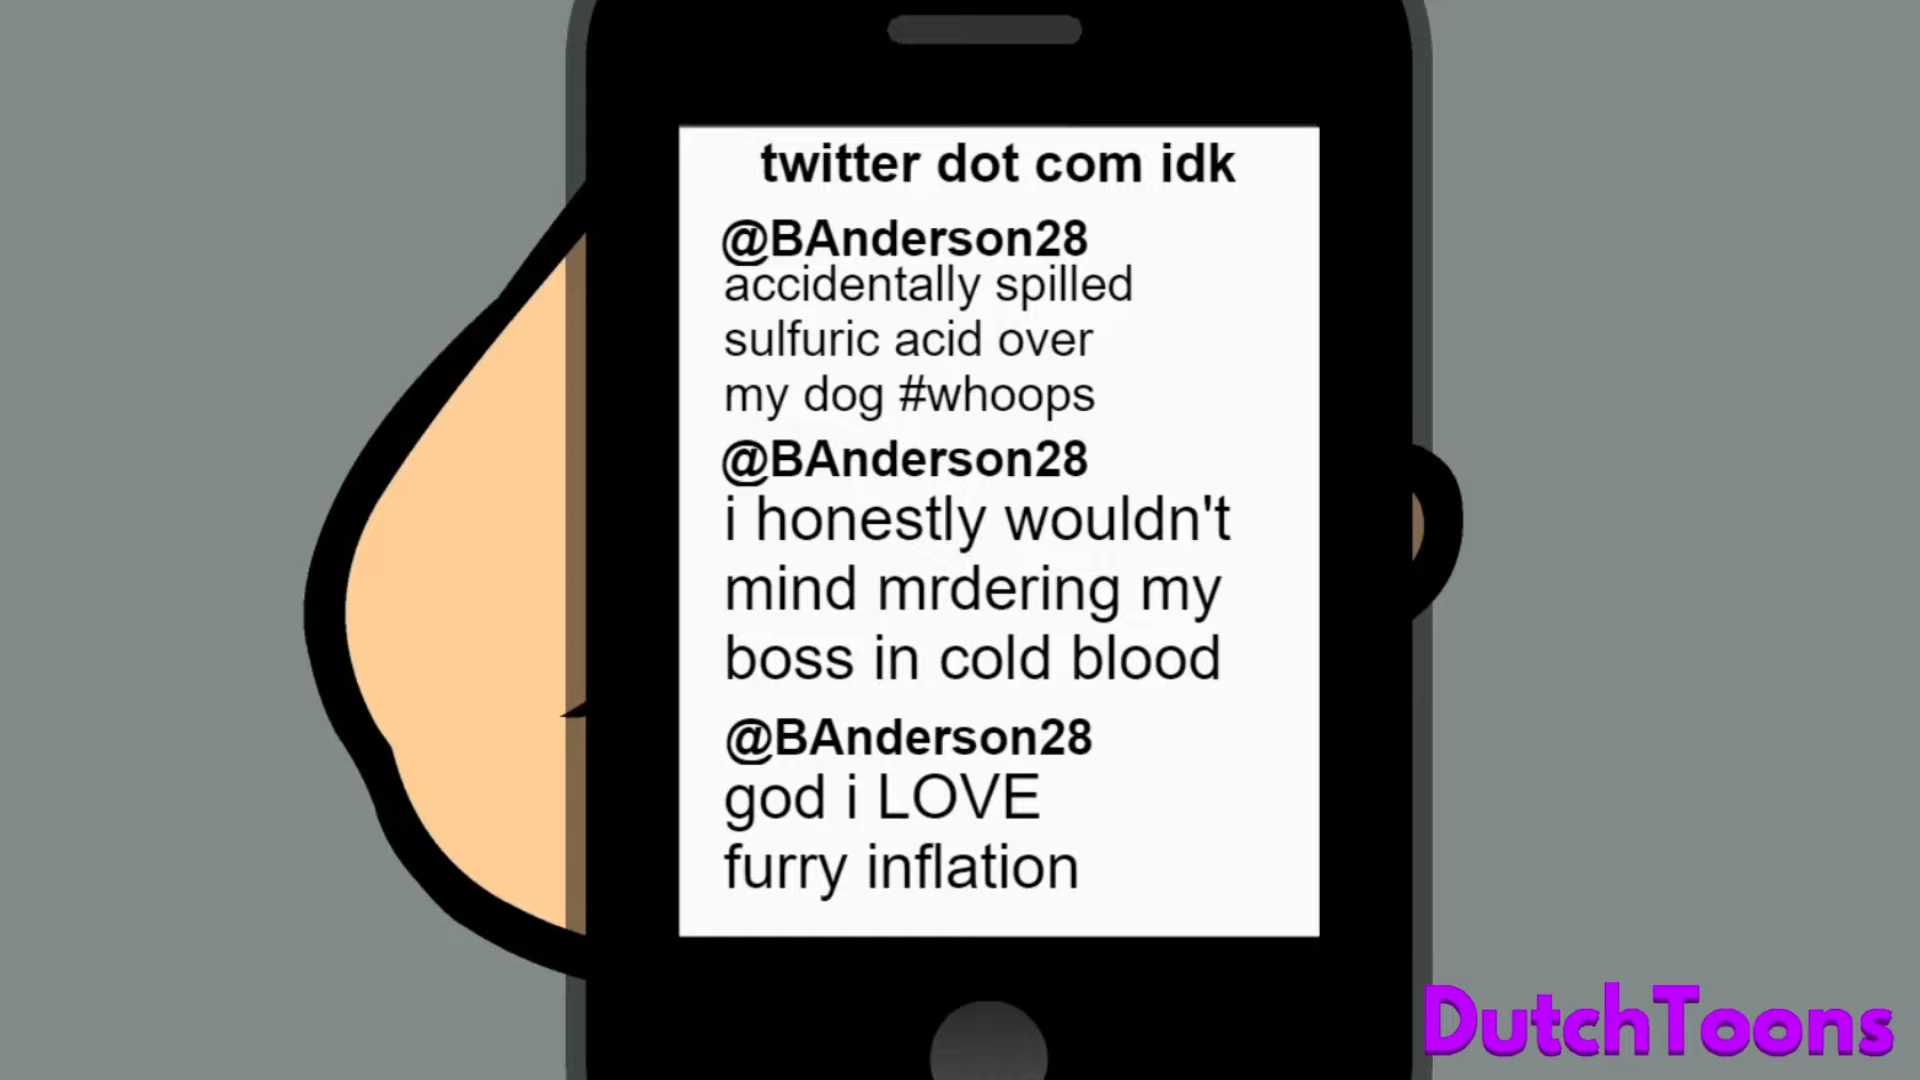 twitter dot com idk
@BAnderson28
accidentally spilled
sulfuric acid over
my dog #whoops
@BAnderson28
i honestly wouldn't
mind mrdering my
boss in cold blood
@BAnderson28
god i LOVE
furry inflation
DutchToons